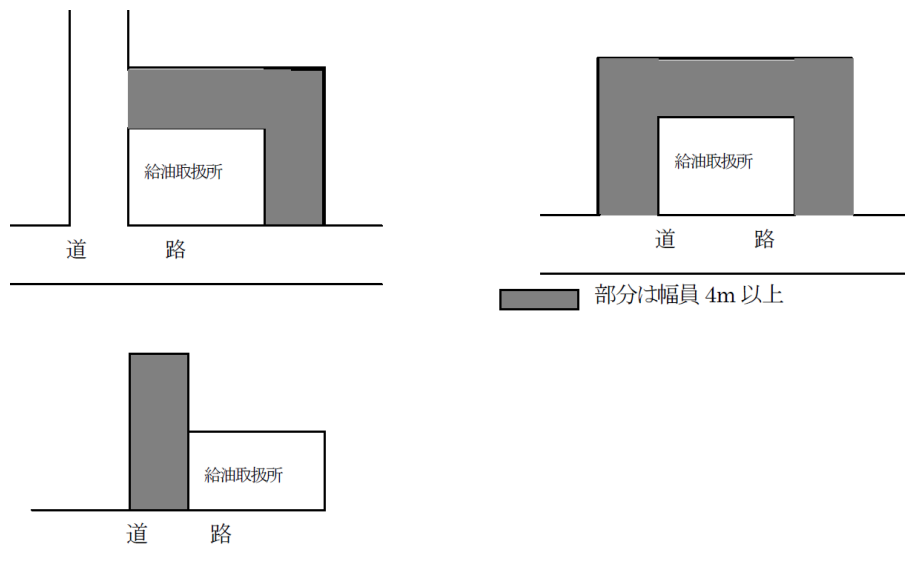 給油取扱所
道 路
給油取扱所
道 路
部分は幅員 4m 以上
給油取扱所
道 路